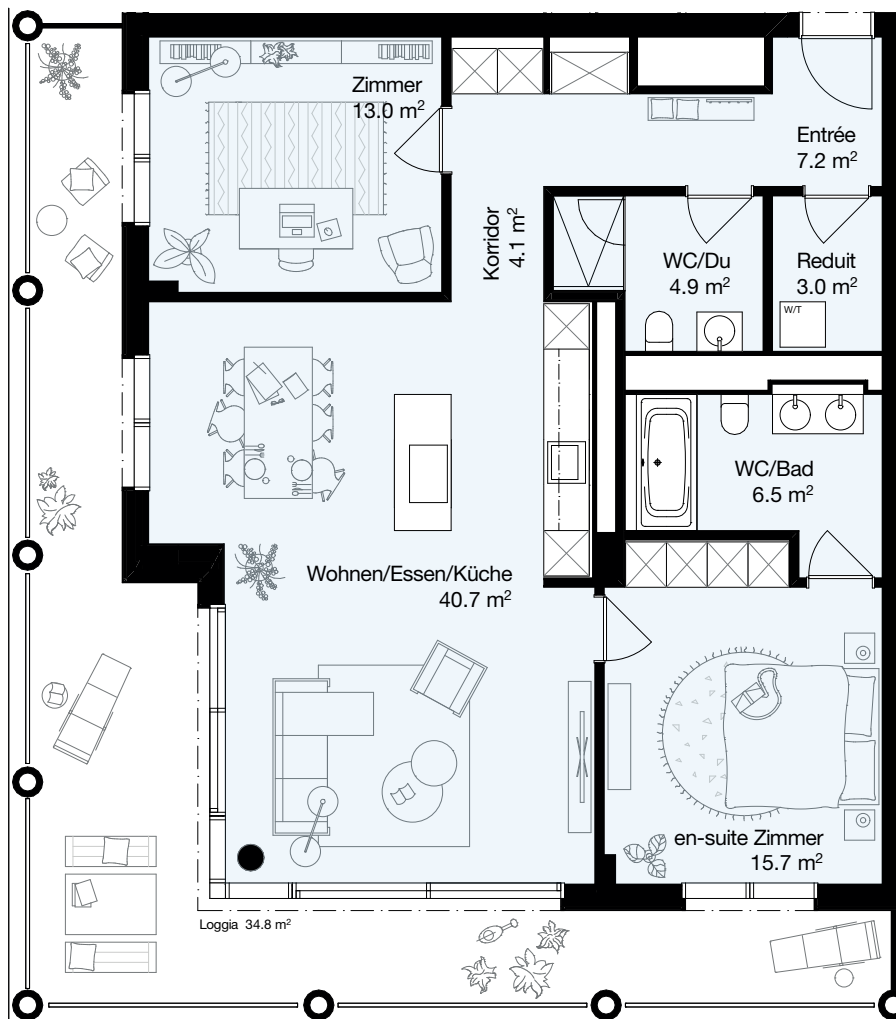 Zimmer
13.0 m²
Entrée
7.2 m²
Korridor
4.1 m²
WC/Du
4.9 m²
Reduit
3.0 m²
W/T
WC/Bad
6.5 m²
Wohnen/Essen/Küche
40.7 m²
en-suite Zimmer
15.7 m²
Loggia 34.8 m²